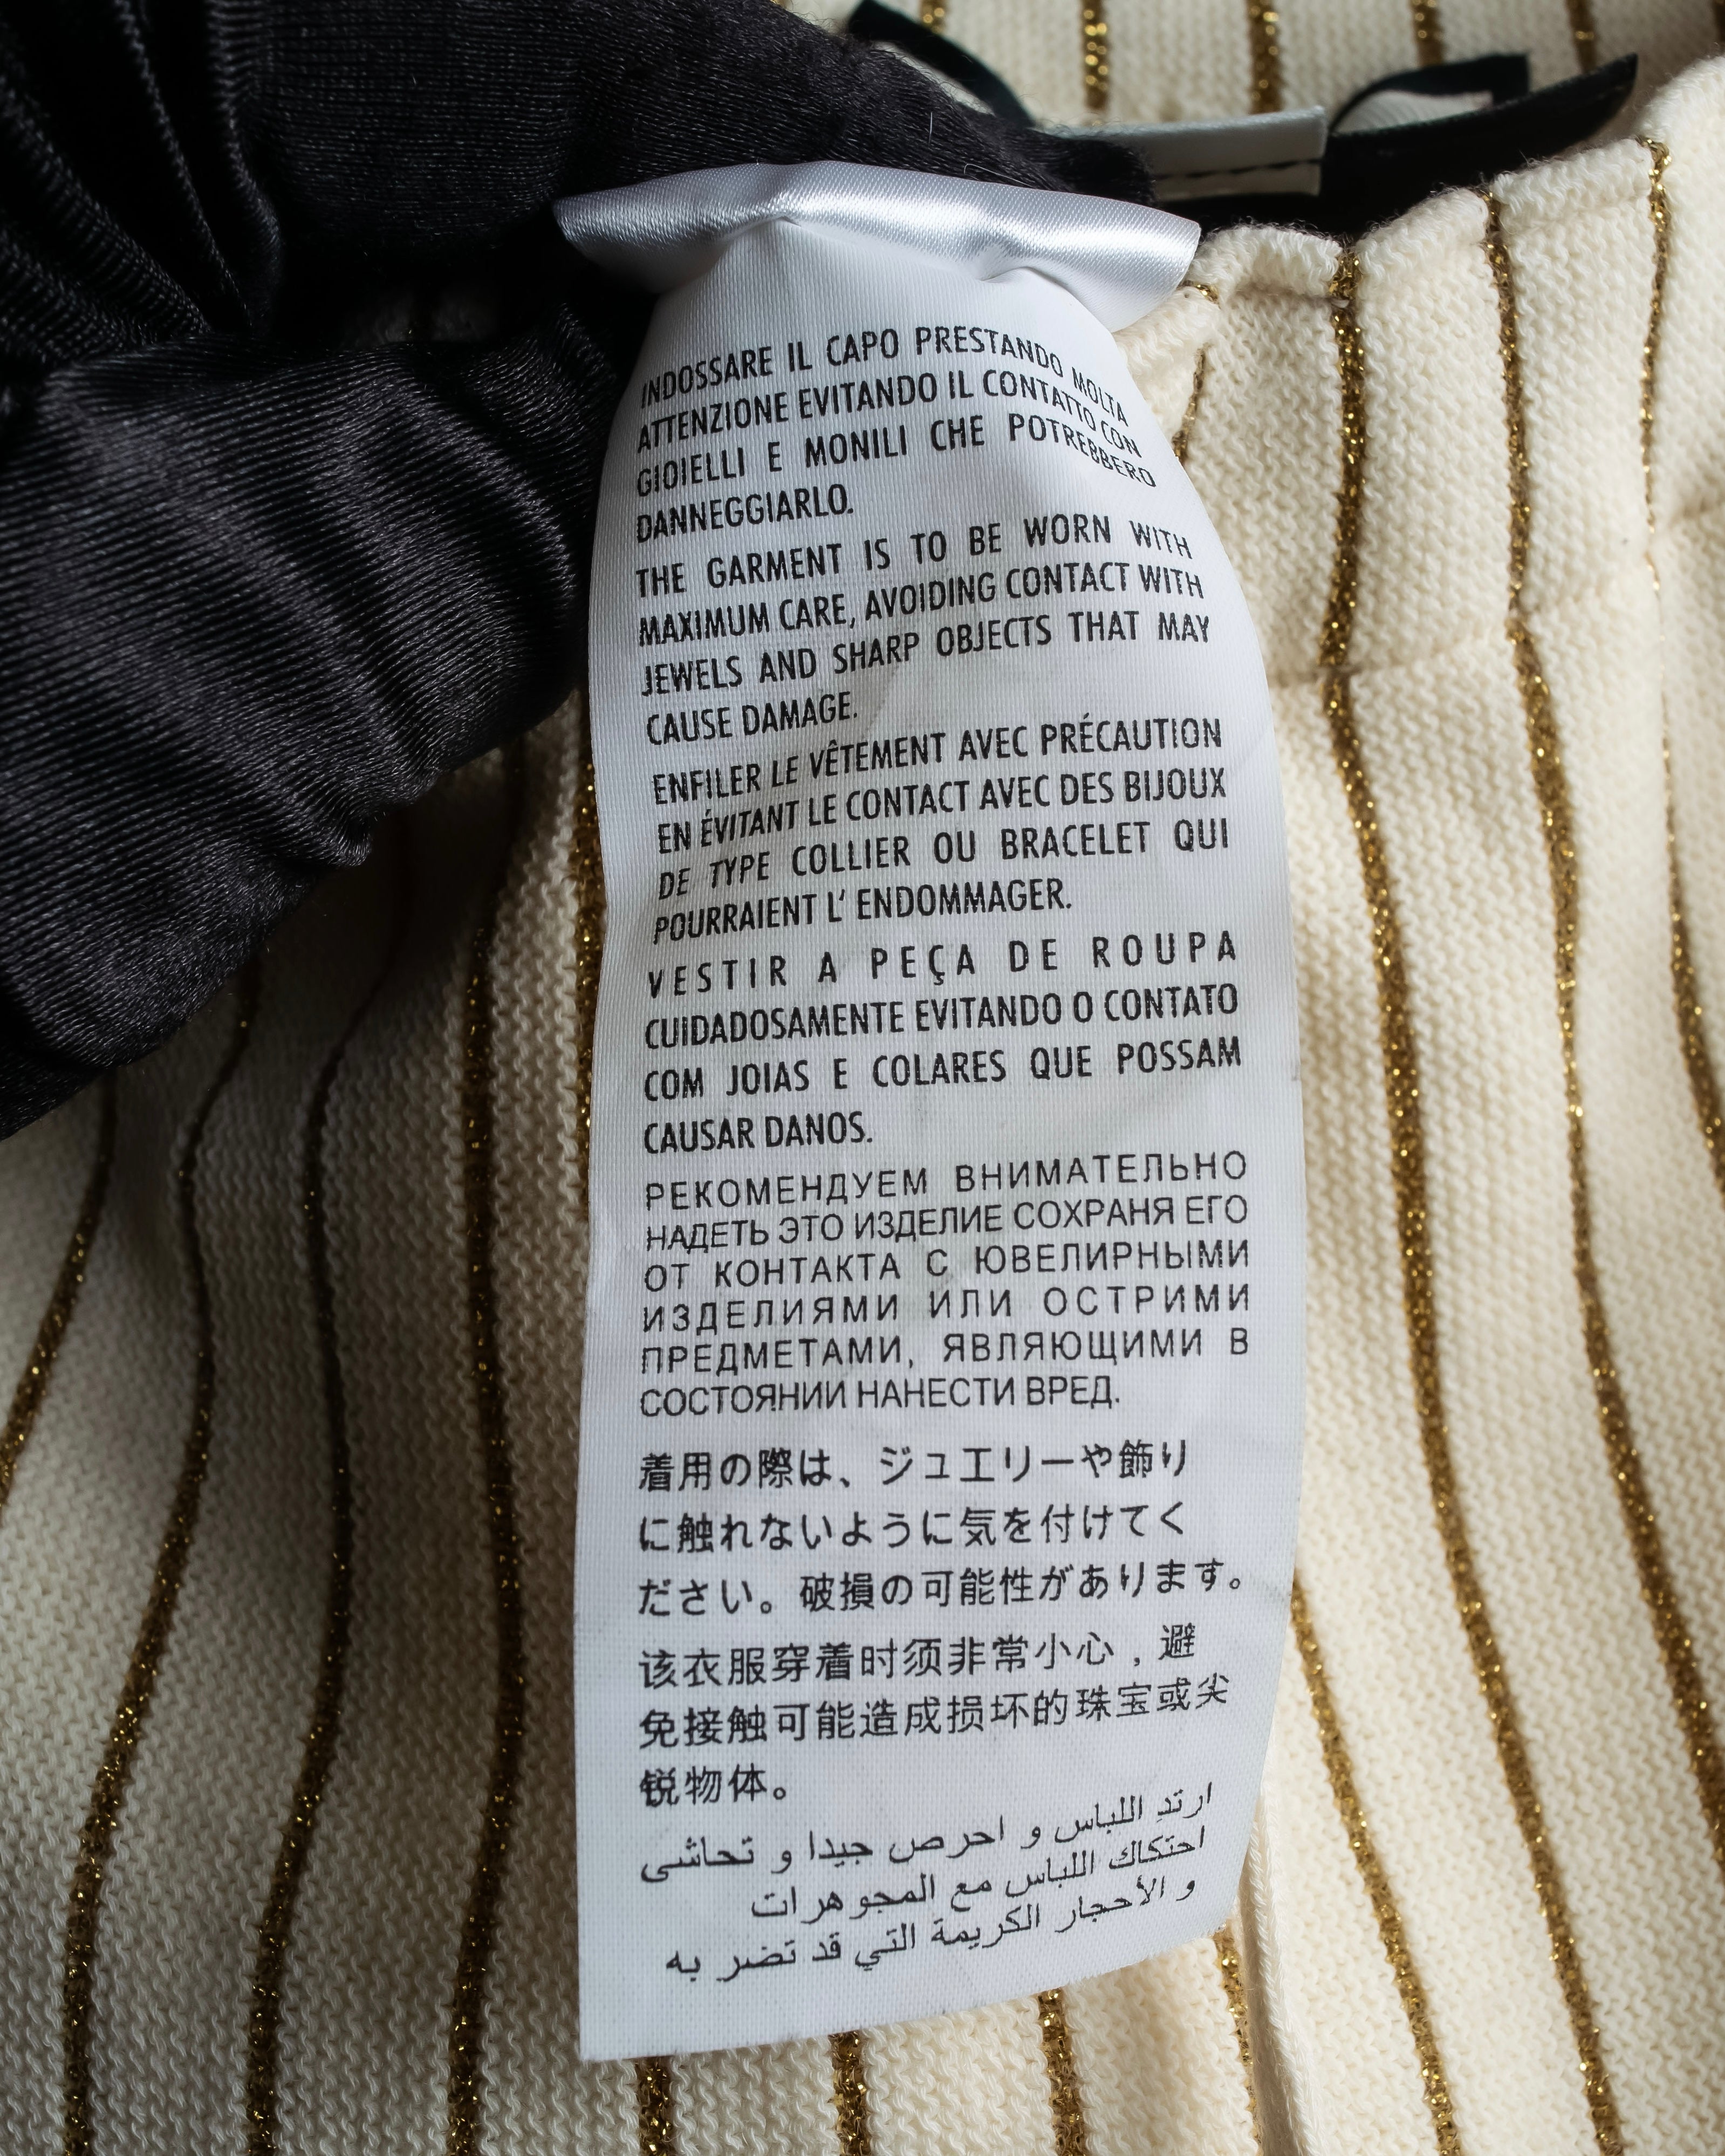 INDOSSARE IL CAPO PRESTANDO MOLTA
ATTENZIONE EVITANDO IL CONTATTO CON
GIOIELLI E MONILI CHE POTREBBERO
DANNEGGIARLO.
THE GARMENT IS TO BE WORN WITH
MAXIMUM CARE, AVOIDING CONTACT WITH
JEWELS AND SHARP OBJECTS THAT MAY
CAUSE DAMAGE.
ENFILER LE VÊTEMENT AVEC PRÉCAUTION
EN ÉVITANT LE CONTACT AVEC DES BIJOUX
DE TYPE COLLIER OU BRACELET QUI
POURRAIENT L' ENDOMMAGER.
VESTIR A PEÇA DE ROUPA
CUIDADOSAMENTE EVITANDO O CONTATO
COM JOIAS E COLARES QUE POSSAM
CAUSAR DANOS.
РЕКОМЕНДУЕМ ВНИМАТЕЛЬНО
НАДЕТЬ ЭТО ИЗДЕЛИЕ СОХРАНЯ ЕГО
ОТ КОНТАКТА С ЮВЕЛИРНЫМИ
ИЗДЕЛИЯМИ ИЛИ ОСТРИМИ
ПРЕДМЕТАМИ, ЯВЛЯЮЩИМИ В
СОСТОЯНИИ НАНЕСТИ ВРЕД.
着用の際は、ジュエリーや飾り
に触れないように気を付けてく
ださい。破損の可能性があります。
该衣服穿着时须非常小心，避
免接触可能造成损坏的珠宝或尖
锐物体。
ارتدِ اللباس و احرص جيدا و تحاشى
احتكاك اللباس مع المجوهرات
و الأحجار الكريمة التي قد تضر به